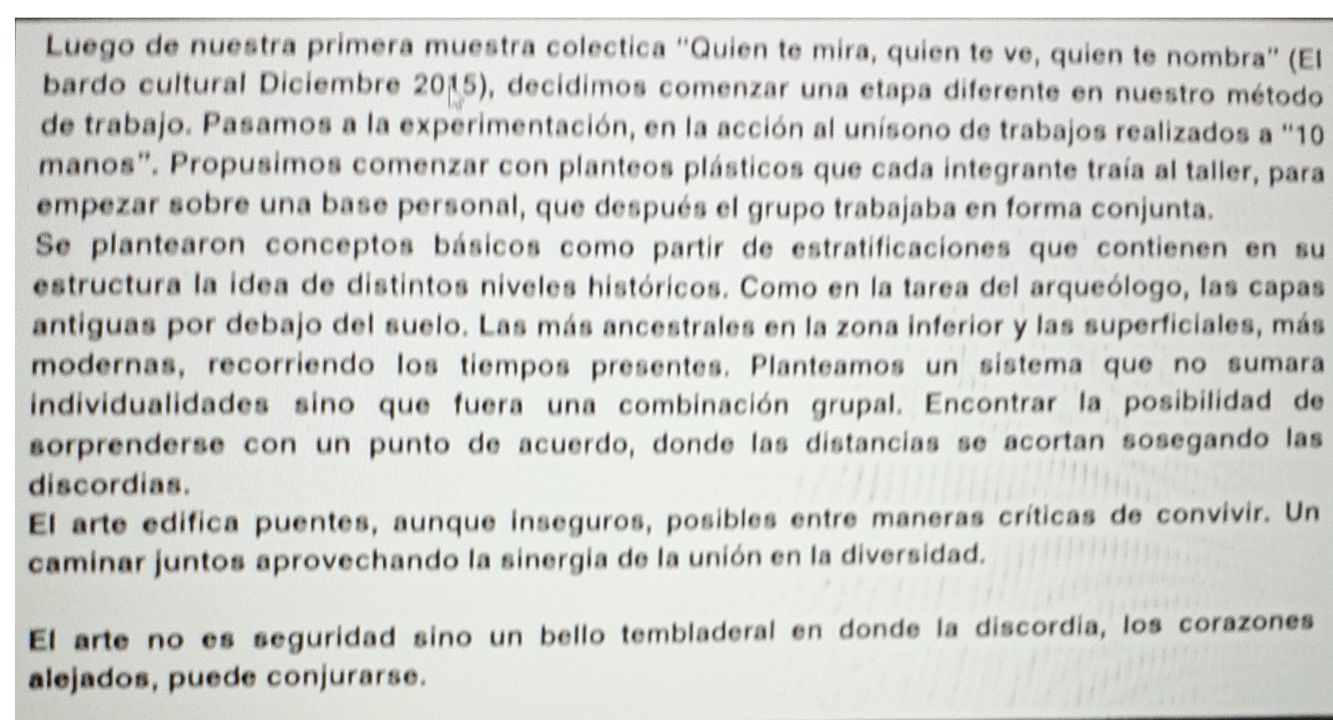 Luego de nuestra primera muestra colectica "Quien te mira, quien te ve, quien te nombra" (El
bardo cultural Diciembre 2015), decidimos comenzar una etapa diferente en nuestro método
de trabajo. Pasamos a la experimentación, en la acción al unísono de trabajos realizados a "10
manos". Propusimos comenzar con planteos plásticos que cada integrante traía al taller, para
empezar sobre una base personal, que después el grupo trabajaba en forma conjunta.
Se plantearon conceptos básicos como partir de estratificaciones que contienen en su
estructura la idea de distintos niveles históricos. Como en la tarea del arqueólogo, las capas
antiguas por debajo del suelo. Las más ancestrales en la zona inferior y las superficiales, más
modernas, recorriendo los tiempos presentes. Planteamos un sistema que no sumara
individualidades sino que fuera una combinación grupal. Encontrar la posibilidad de
sorprenderse con un punto de acuerdo, donde las distancias se acortan sosegando las
discordias.
El arte edifica puentes, aunque inseguros, posibles entre maneras críticas de convivir. Un
caminar juntos aprovechando la sinergia de la unión en la diversidad.
El arte no es seguridad sino un bello tembladeral en donde la discordia, los corazones
alejados, puede conjurarse.